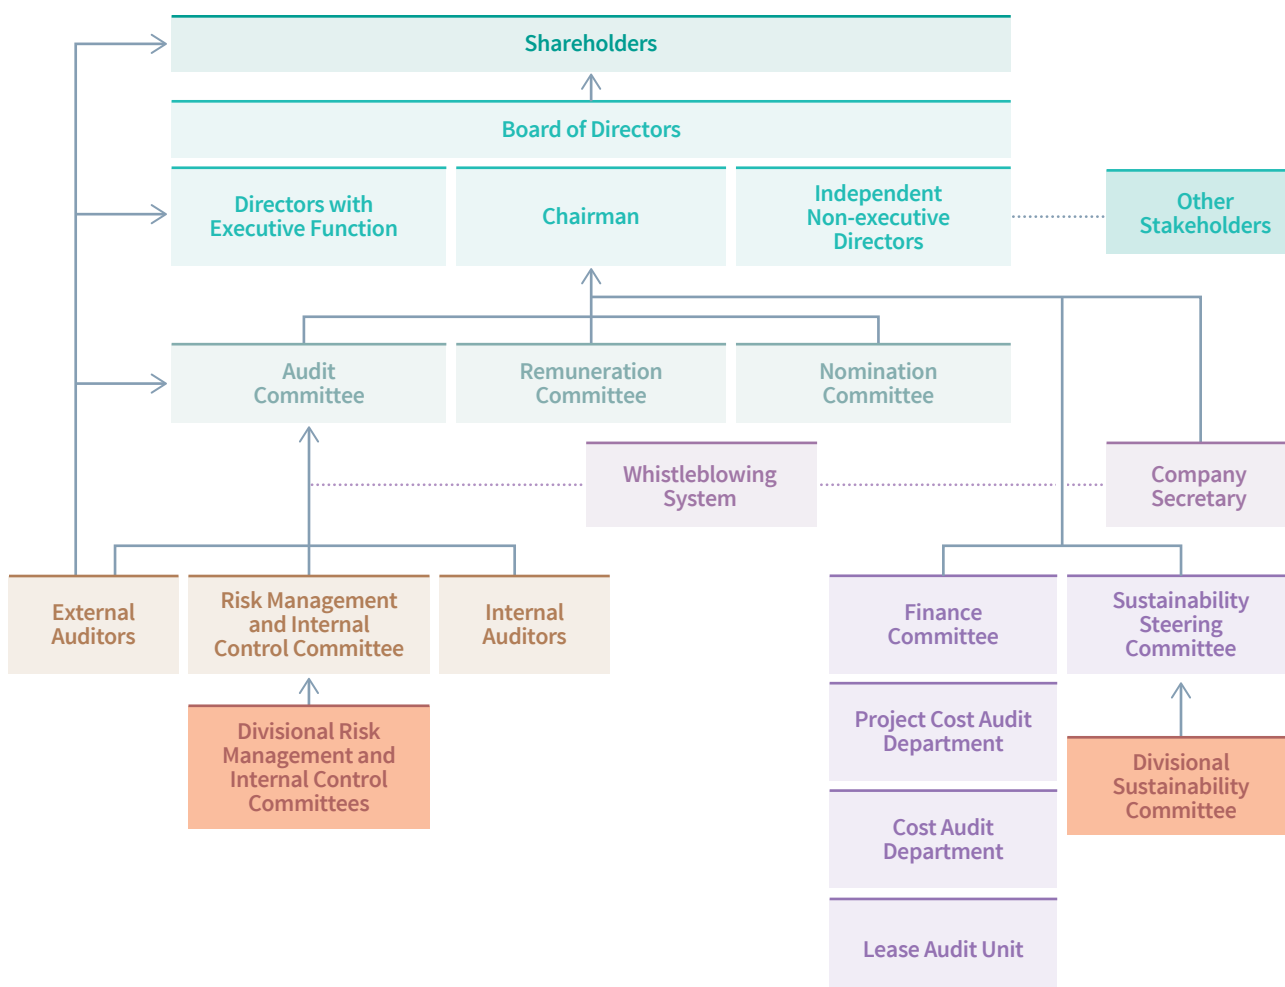 Shareholders
Board of Directors
Directors with
Executive Function
Chairman
Independent
Non-executive
Directors
Other
Stakeholders
Audit
Committee
Remuneration
Committee
Nomination
Committee
Whistleblowing
System
Company
Secretary
External
Auditors
Risk Management
and Internal
Control Committee
Internal
Auditors
Finance
Committee
Sustainability
Steering
Committee
Divisional Risk
Management and
Internal Control
Committees
Project Cost Audit
Department
Divisional
Sustainability
Committee
Cost Audit
Department
Lease Audit Unit